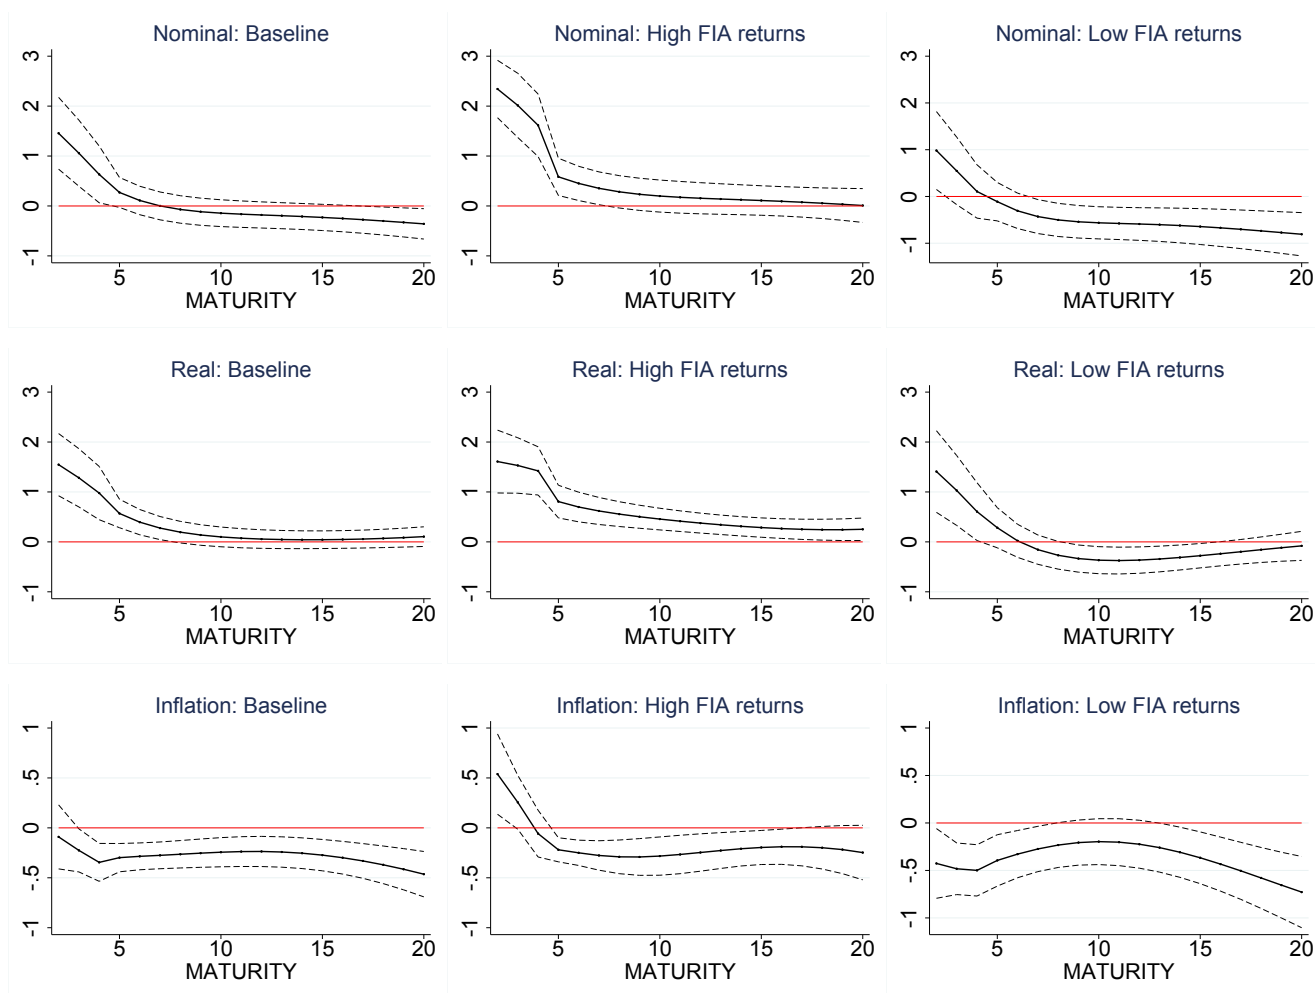 Nominal: Baseline
3
2
1
0
-1
5 10 15 20
MATURITY
Nominal: High FIA returns
3
2
1
0
-1
5 10 15 20
MATURITY
Nominal: Low FIA returns
3
2
1
0
-1
5 10 15 20
MATURITY
Real: Baseline
3
2
1
0
-1
5 10 15 20
MATURITY
Real: High FIA returns
3
2
1
0
-1
5 10 15 20
MATURITY
Real: Low FIA returns
3
2
1
0
-1
5 10 15 20
MATURITY
Inflation: Baseline
1
.5
0
-.5
-1
5 10 15 20
MATURITY
Inflation: High FIA returns
1
.5
0
-.5
-1
5 10 15 20
MATURITY
Inflation: Low FIA returns
1
.5
0
-.5
-1
5 10 15 20
MATURITY